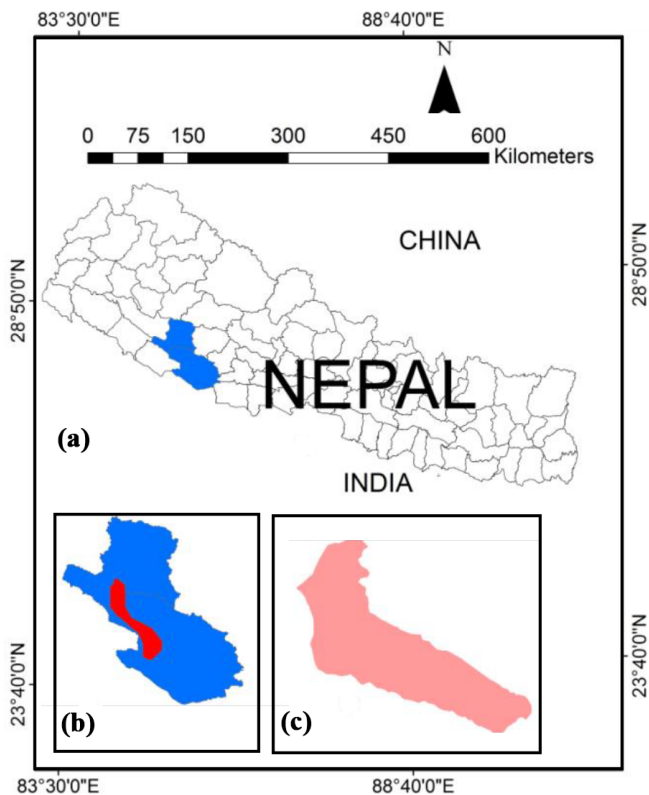 83°30'0"E 88°40'0"E
N
0 75 150 300 450 600
Kilometers
CHINA
28°50'0"N 28°50'0"N
NEPAL
(a)
INDIA
23°40'0"N 23°40'0"N
(b) (c)
83°30'0"E 88°40'0"E